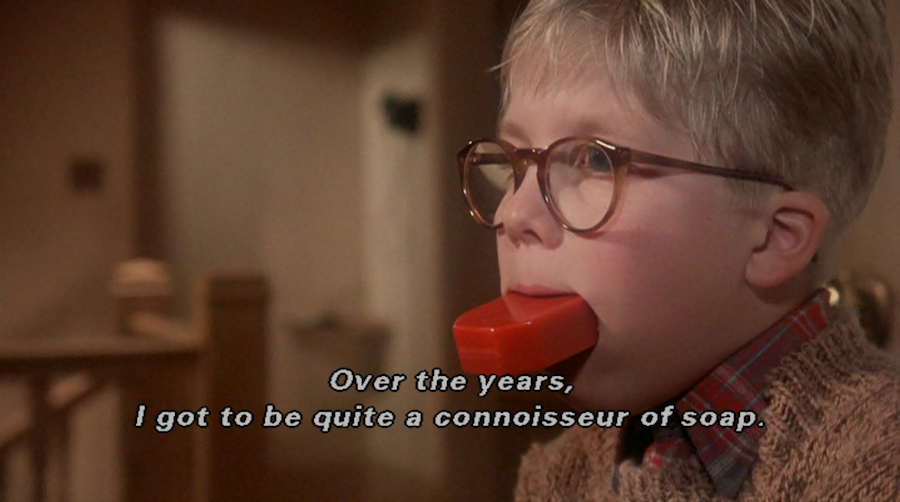 Over the years,
I got to be quite a connoisseur of soap.